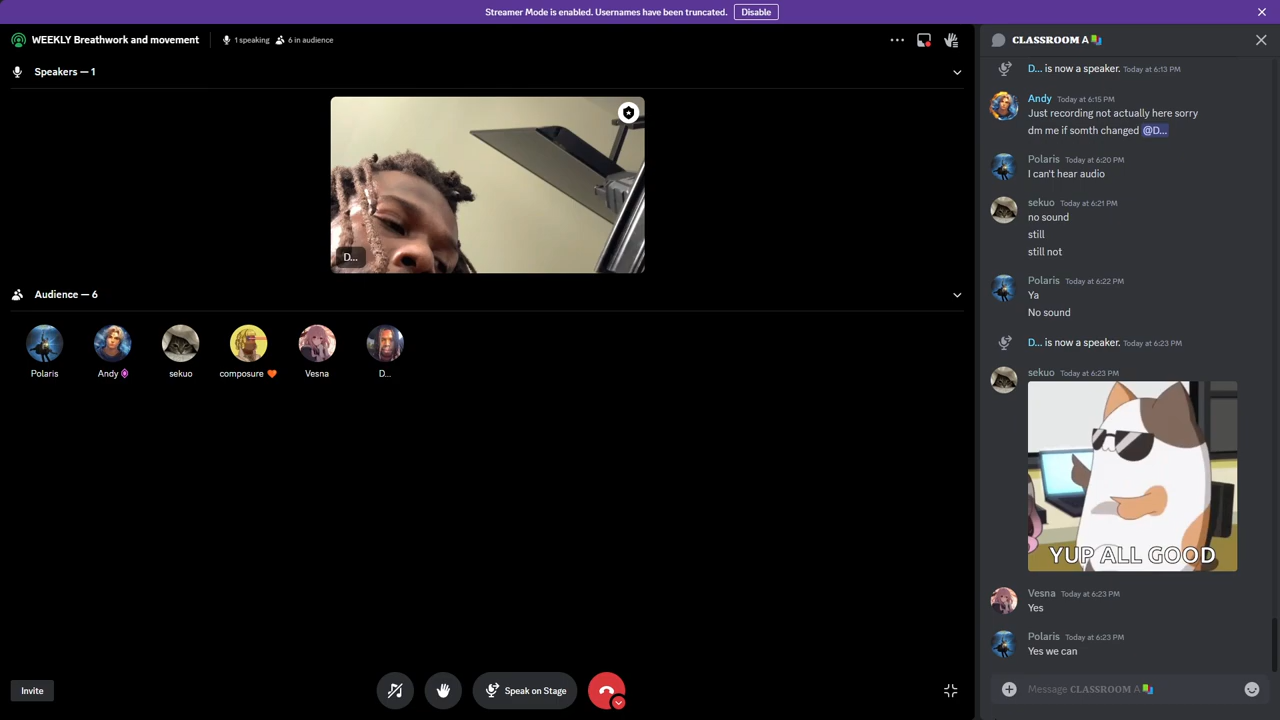 Streamer Mode is enabled. Usernames have been truncated. Disable
WEEKLY Breathwork and movement
1 speaking 6 in audience
Speakers — 1
D...
Audience — 6
Polaris
Andy
sekuo
composure
Vesna
D...
Invite
Speak on Stage
CLASSROOM A
D... is now a speaker. Today at 6:13 PM
Andy Today at 6:15 PM
Just recording not actually here sorry
dm me if somth changed @D...
Polaris Today at 6:20 PM
I can't hear audio
sekuo Today at 6:21 PM
no sound
still
still not
Polaris Today at 6:22 PM
Ya
No sound
D... is now a speaker. Today at 6:23 PM
sekuo Today at 6:23 PM
YUP ALL GOOD
Vesna Today at 6:23 PM
Yes
Polaris Today at 6:23 PM
Yes we can
Message CLASSROOM A